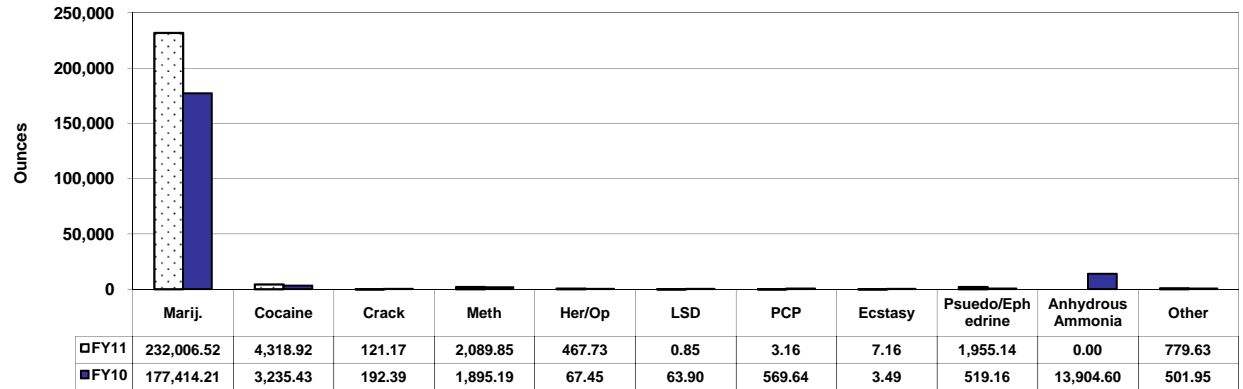 250,000
200,000
150,000
100,000
50,000
0
Ounces
Marij. Cocaine Crack Meth Her/Op LSD PCP Ecstasy Psuedo/Eph edrine Anhydrous Ammonia Other
FY11 232,006.52 4,318.92 121.17 2,089.85 467.73 0.85 3.16 7.16 1,955.14 0.00 779.63
FY10 177,414.21 3,235.43 192.39 1,895.19 67.45 63.90 569.64 3.49 519.16 13,904.60 501.95